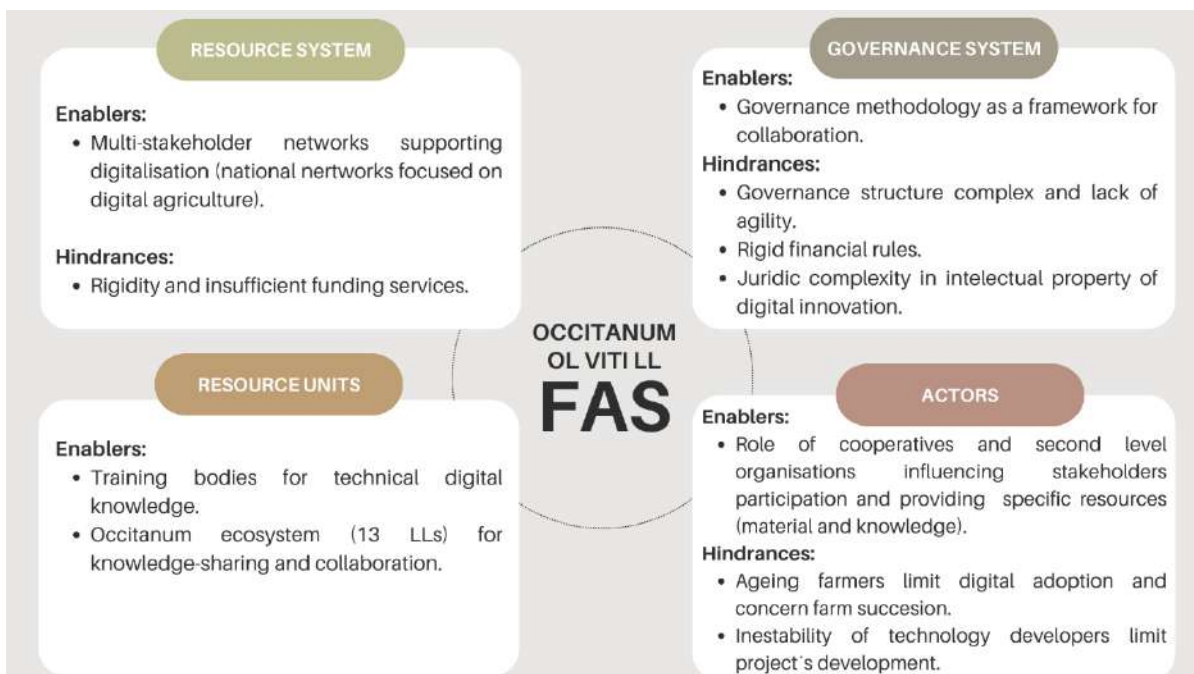 RESOURCE SYSTEM
Enablers:
• Multi-stakeholder networks supporting
digitalisation (national nertworks focused on
digital agriculture).
Hindrances:
• Rigidity and insufficient funding services.
GOVERNANCE SYSTEM
Enablers:
• Governance methodology as a framework for
collaboration.
Hindrances:
• Governance structure complex and lack of
agility.
• Rigid financial rules.
• Juridic complexity in intelectual property of
digital innovation.
OCCITANUM
OL VITI LL
FAS
RESOURCE UNITS
Enablers:
• Training bodies for technical digital
knowledge.
• Occitanum ecosystem (13 LLs) for
knowledge-sharing and collaboration.
ACTORS
Enablers:
• Role of cooperatives and second level
organisations influencing stakeholders
participation and providing specific resources
(material and knowledge).
Hindrances:
• Ageing farmers limit digital adoption and
concern farm succesion.
• Inestability of technology developers limit
project´s development.